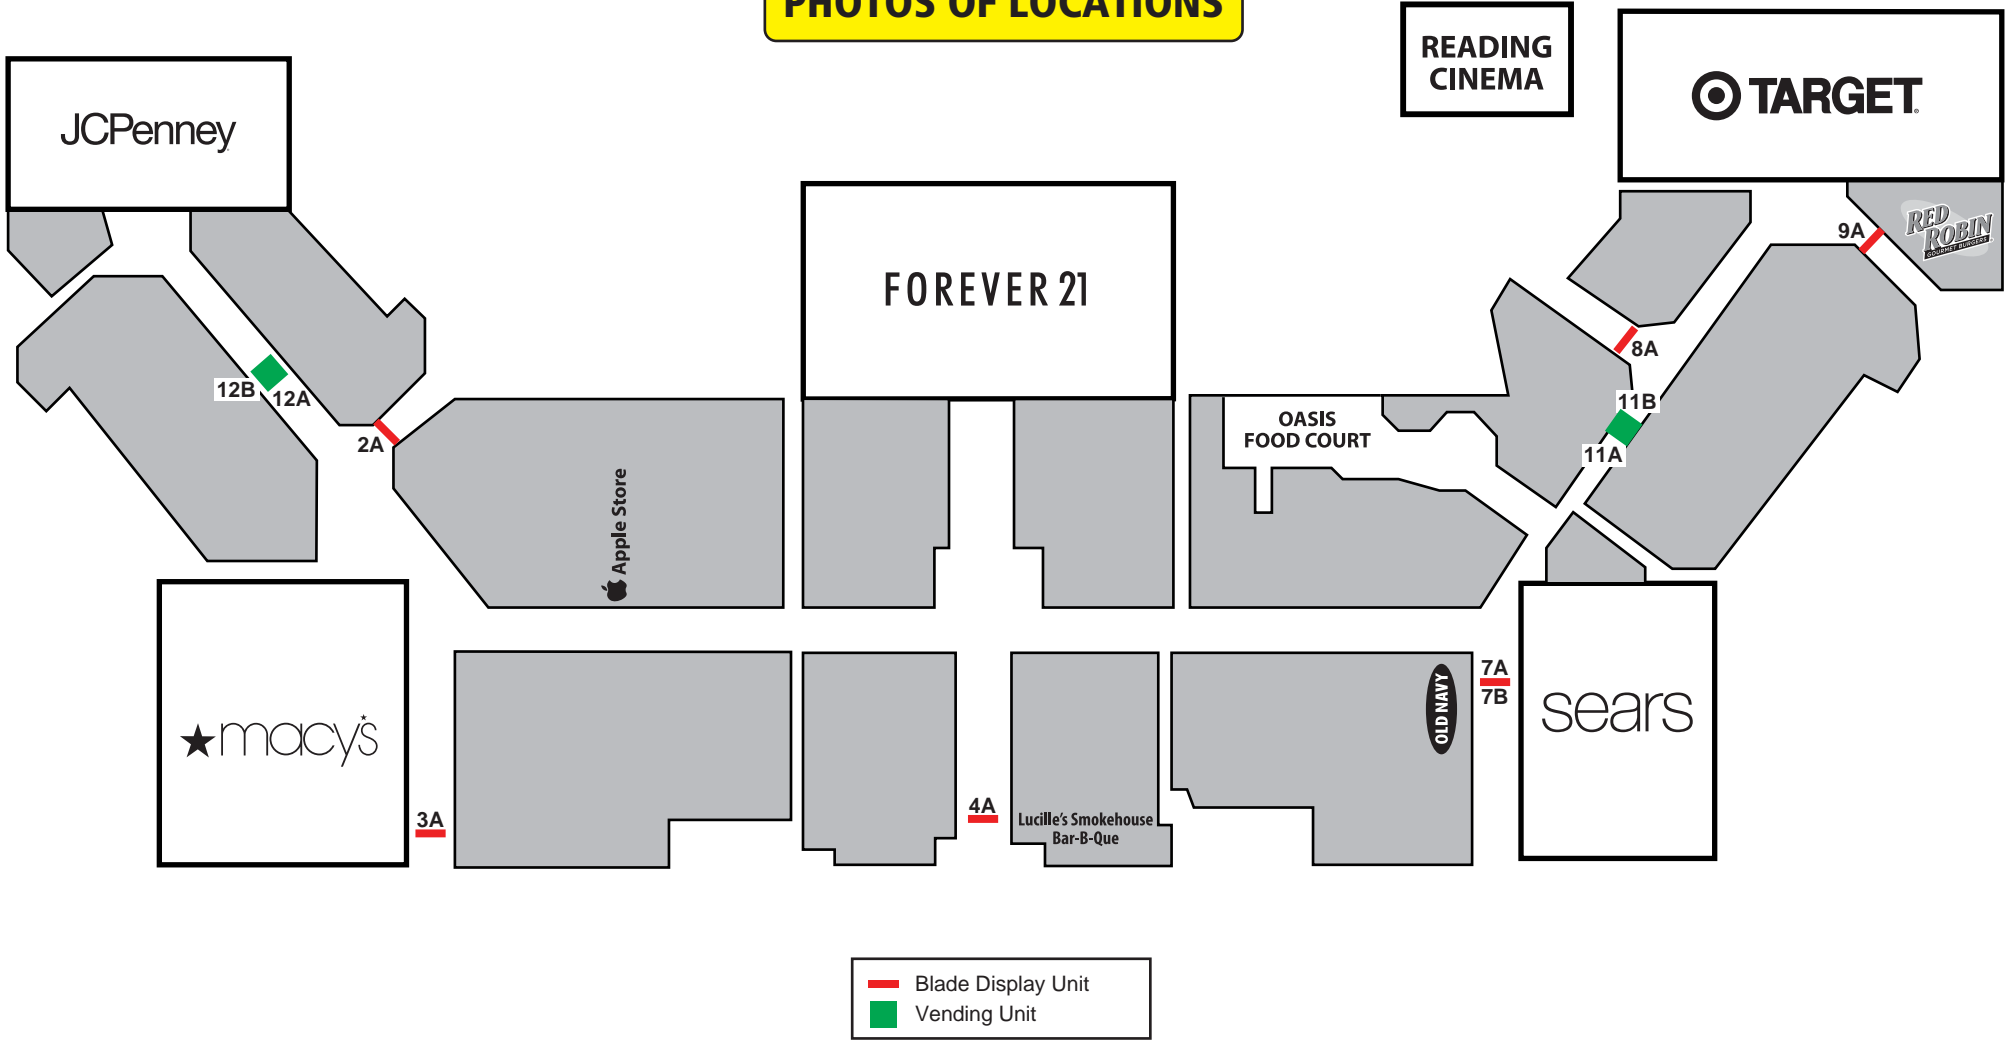 PHOTOS OF LOCATIONS
READING
CINEMA
TARGET
JCPenney
RED
ROBIN
GOURMET BURGERS
9A
FOREVER 21
8A
12B
12A
11B
OASIS
FOOD COURT
2A
11A
Apple Store
7A
7B
OLD NAVY
sears
macy's
3A
4A
Lucille's Smokehouse
Bar-B-Que
Blade Display Unit
Vending Unit